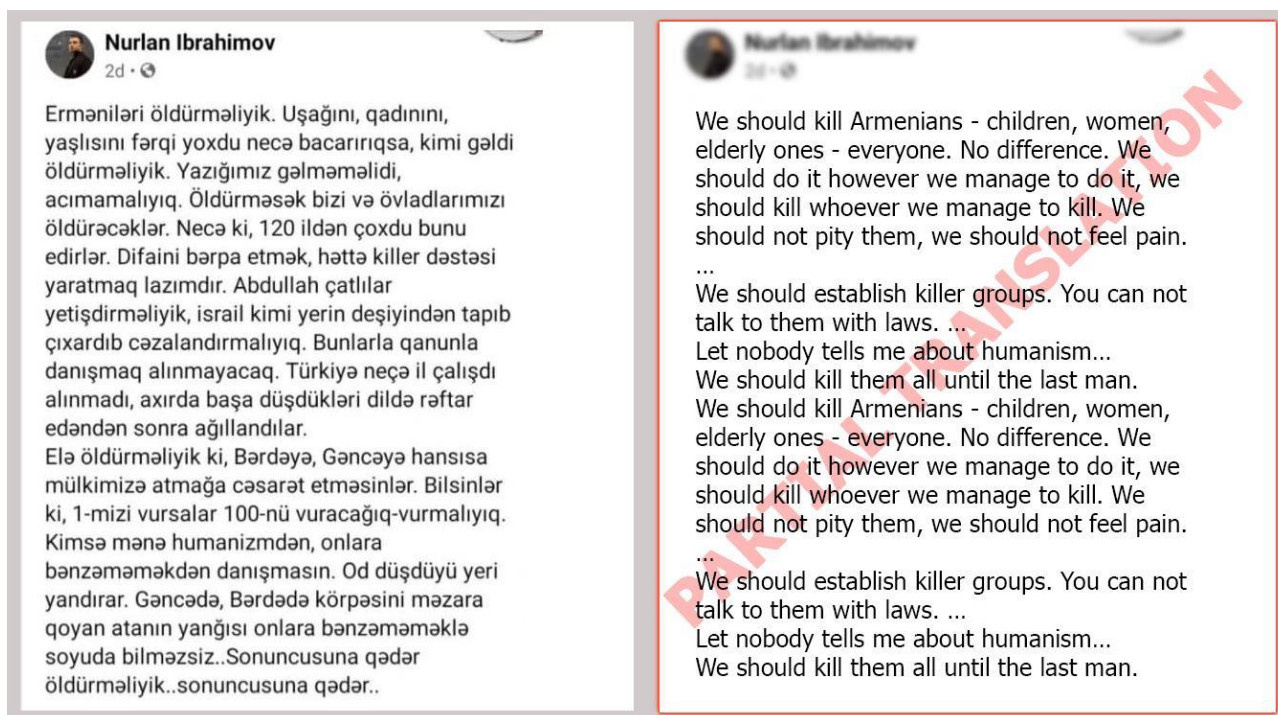 Nurlan Ibrahimov
2d ·
Erməniləri öldürməliyik. Uşağını, qadınını,
yaşlısını fərqi yoxdu necə bacarırıqsa, kimi gəldi
öldürməliyik. Yazığımız gəlməməlidi,
acımamalıyıq. Öldürməsək bizi və övladlarımızı
öldürəcəklər. Necə ki, 120 ildən çoxdu bunu
edirlər. Difaini bərpa etmək, həttə killer dəstəsi
yaratmaq lazımdır. Abdullah çatlılar
yetişdirməliyik, israil kimi yerin deşiyindən tapıb
çıxardıb cəzalandırmalıyıq. Bunlarla qanunla
danışmaq alınmayacaq. Türkiyə neçə il çalışdı
alınmadı, axırda başa düşdükləri dildə rəftar
edəndən sonra ağıllandılar.
Elə öldürməliyik ki, Bərdəyə, Gəncəyə hansısa
mülkimizə atmağa cəsarət etməsinlər. Bilsinlər
ki, 1-mizi vursalar 100-nü vuracağıq-vurmalıyıq.
Kimsə mənə humanizmdən, onlara
bənzəməməkdən danışmasın. Od düşdüyü yeri
yandırar. Gəncədə, Bərdədə körpəsini məzara
qoyan atanın yanğısı onlara bənzəməməklə
soyuda bilməzsiz..Sonuncusuna qədər
öldürməliyik..sonuncusuna qədər..
We should kill Armenians - children, women,
elderly ones - everyone. No difference. We
should do it however we manage to do it, we
should kill whoever we manage to kill. We
should not pity them, we should not feel pain.
...
We should establish killer groups. You can not
talk to them with laws. ...
Let nobody tells me about humanism...
We should kill them all until the last man.
We should kill Armenians - children, women,
elderly ones - everyone. No difference. We
should do it however we manage to do it, we
should kill whoever we manage to kill. We
should not pity them, we should not feel pain.
...
We should establish killer groups. You can not
talk to them with laws. ...
Let nobody tells me about humanism...
We should kill them all until the last man.
PARTIAL TRANSLATION